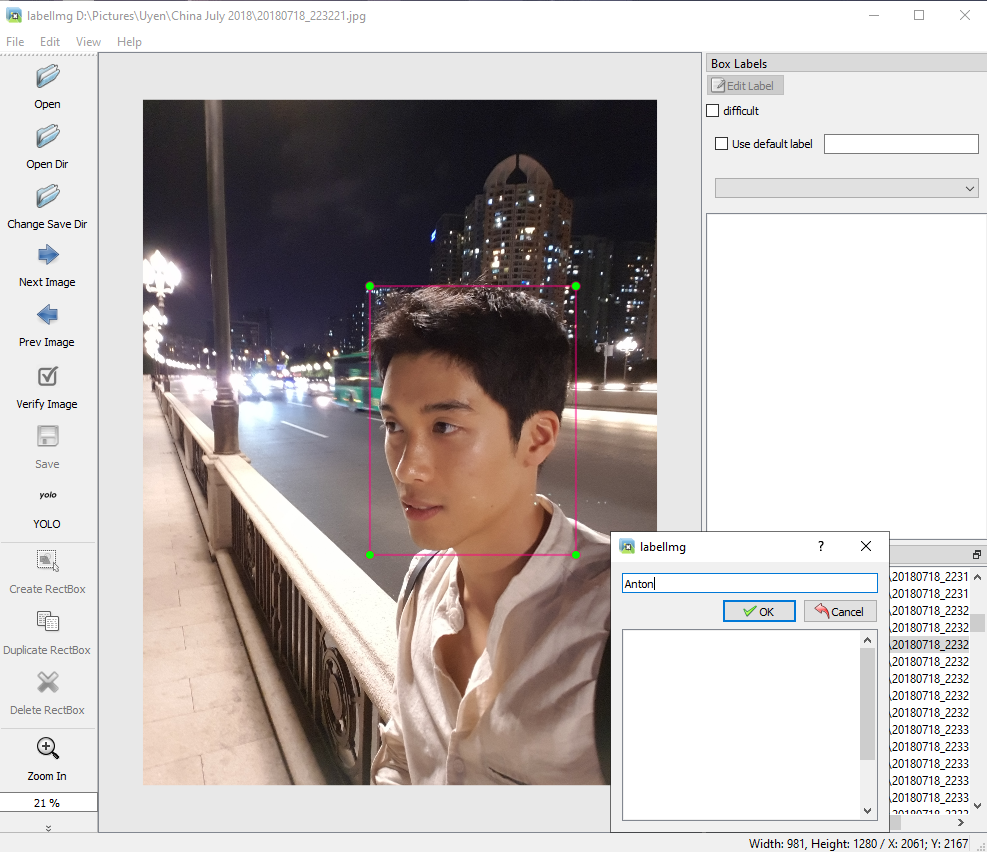 labelImg D:\Pictures\Uyen\China July 2018\20180718_223221.jpg
File Edit View Help
Open
Open Dir
Change Save Dir
Next Image
Prev Image
Verify Image
Save
yolo
YOLO
Create RectBox
Duplicate RectBox
Delete RectBox
Zoom In
21 %
Box Labels
Edit Label
difficult
Use default label
labelImg
Anton
OK
Cancel
\20180718_2231
\20180718_2231
\20180718_2232
\20180718_2232
\20180718_2232
\20180718_2232
\20180718_2232
\20180718_2232
\20180718_2232
\20180718_2233
\20180718_2233
\20180718_2233
\20180718_2233
\20180718_2233
Width: 981, Height: 1280 / X: 2061; Y: 2167